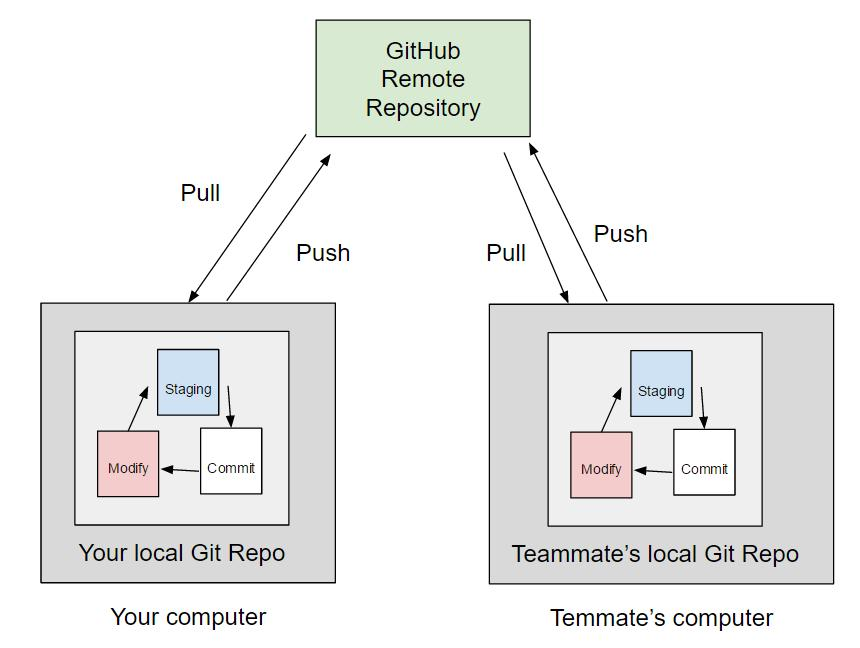 GitHub
Remote
Repository
Pull
Push
Pull
Push
Staging
Modify
Commit
Your local Git Repo
Your computer
Staging
Modify
Commit
Teammate’s local Git Repo
Temmate’s computer